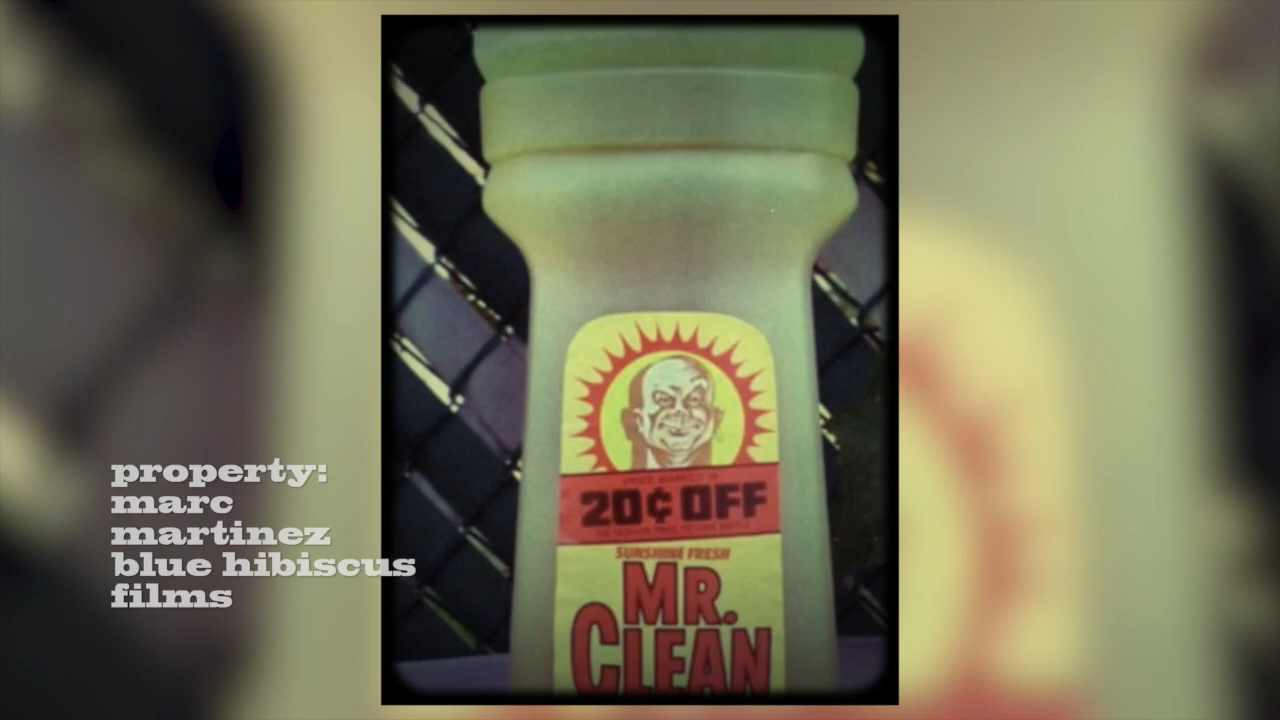 property:
marc
martinez
blue hibiscus
films
20¢ OFF
SUNSHINE FRESH
MR.
CLEAN